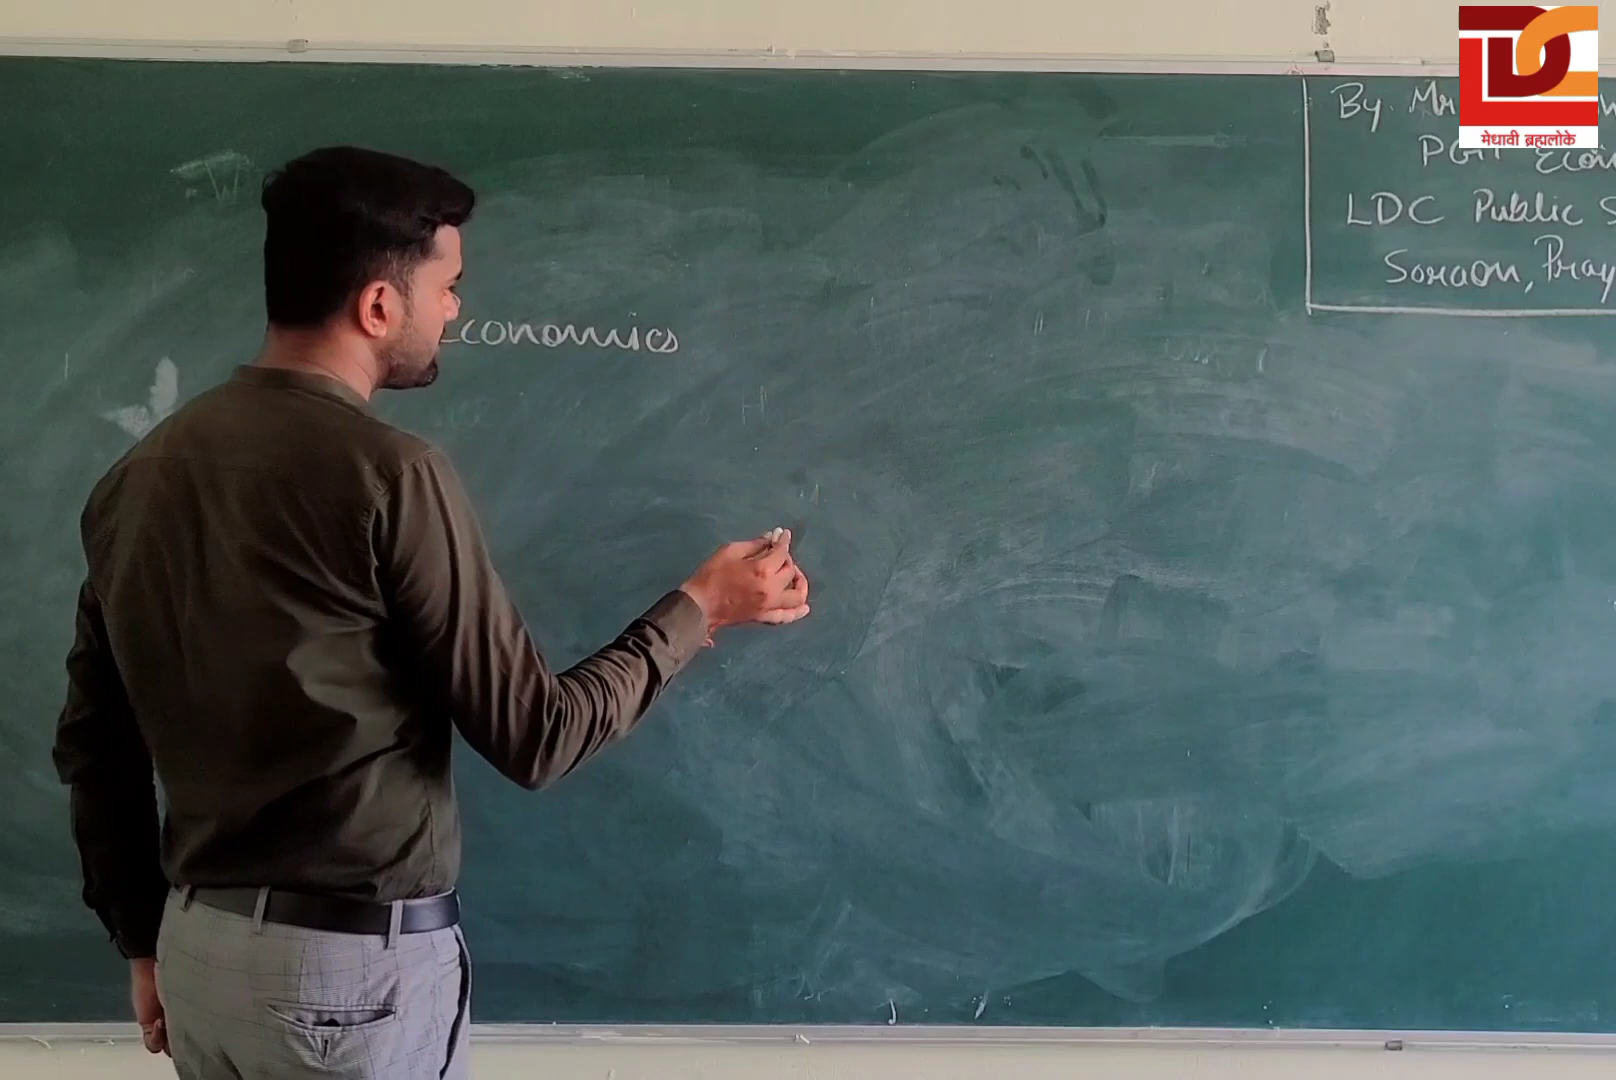 By. Mr
PGT Econ
LDC Public S
Soraon, Pray
मेधावी ब्रह्मलोके
Economics